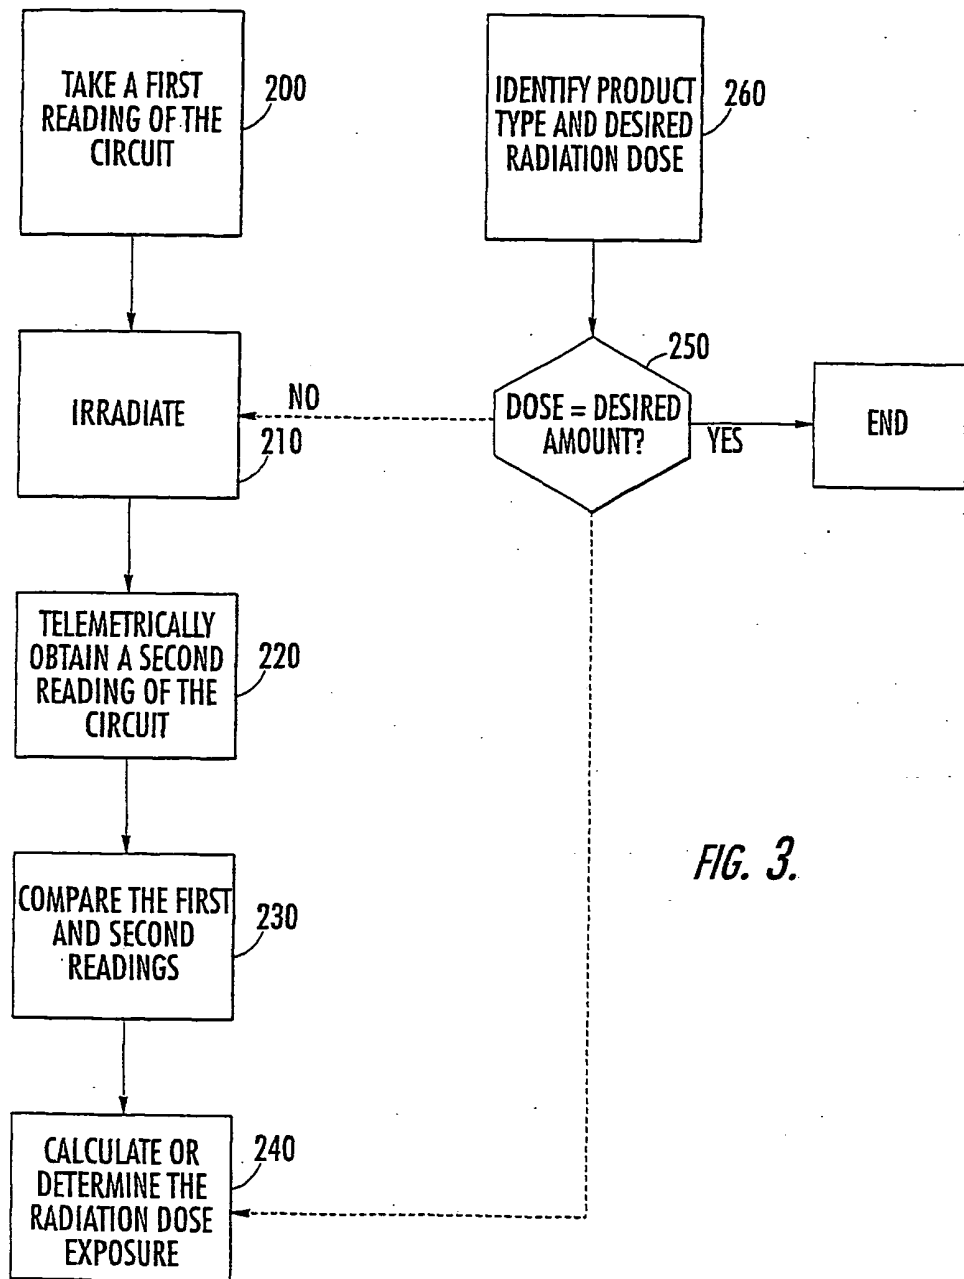 TAKE A FIRST
READING OF THE
CIRCUIT
200
IRRADIATE
210
TELEMETRICALLY
OBTAIN A SECOND
READING OF THE
CIRCUIT
220
COMPARE THE FIRST
AND SECOND
READINGS
230
CALCULATE OR
DETERMINE THE
RADIATION DOSE
EXPOSURE
240
IDENTIFY PRODUCT
TYPE AND DESIRED
RADIATION DOSE
260
DOSE = DESIRED
AMOUNT?
250
NO
YES
END
FIG. 3.